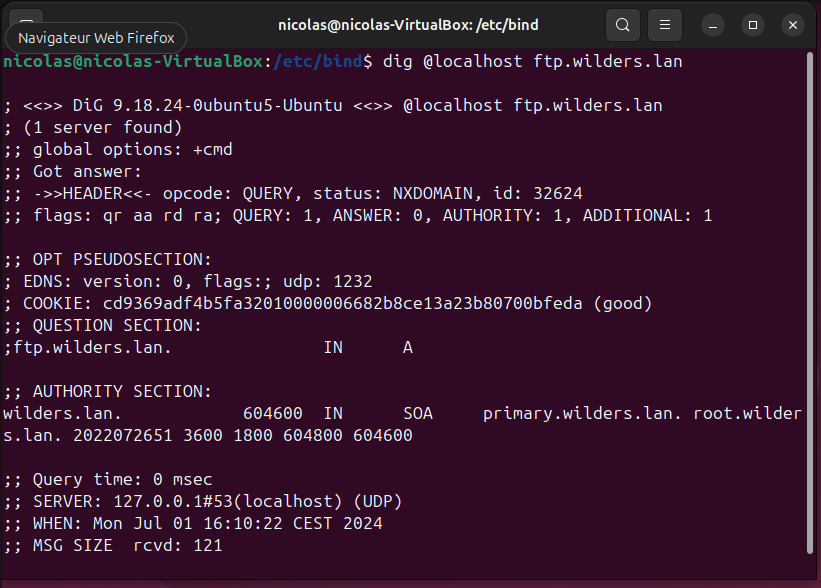 nicolas@nicolas-VirtualBox: /etc/bind
Navigateur Web Firefox
nicolas@nicolas-VirtualBox:/etc/bind$ dig @localhost ftp.wilders.lan

; <<>> DiG 9.18.24-0ubuntu5-Ubuntu <<>> @localhost ftp.wilders.lan
; (1 server found)
;; global options: +cmd
;; Got answer:
;; ->>HEADER<<- opcode: QUERY, status: NXDOMAIN, id: 32624
;; flags: qr aa rd ra; QUERY: 1, ANSWER: 0, AUTHORITY: 1, ADDITIONAL: 1

;; OPT PSEUDOSECTION:
; EDNS: version: 0, flags:; udp: 1232
; COOKIE: cd9369adf4b5fa32010000006682b8ce13a23b80700bfeda (good)
;; QUESTION SECTION:
;ftp.wilders.lan.		IN	A

;; AUTHORITY SECTION:
wilders.lan.		604600	IN	SOA	primary.wilders.lan. root.wilder
s.lan. 2022072651 3600 1800 604800 604600

;; Query time: 0 msec
;; SERVER: 127.0.0.1#53(localhost) (UDP)
;; WHEN: Mon Jul 01 16:10:22 CEST 2024
;; MSG SIZE  rcvd: 121